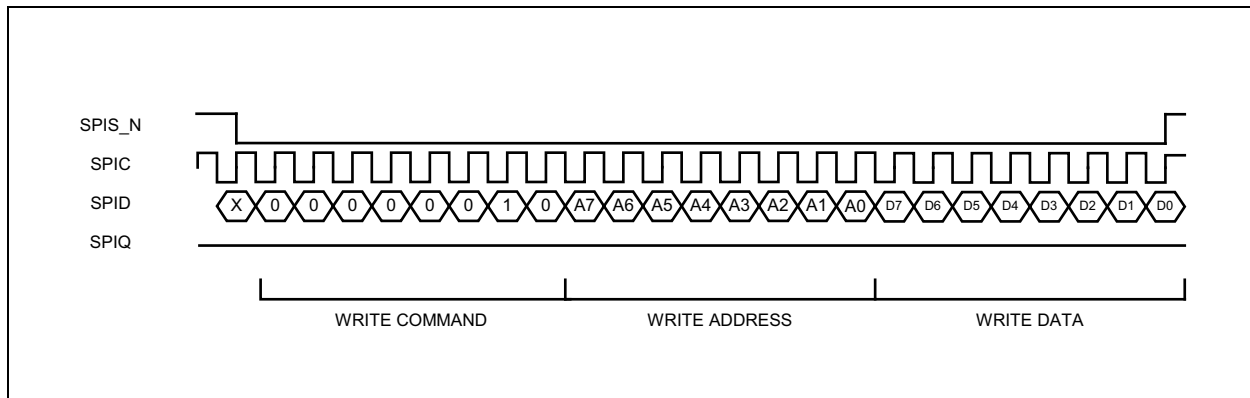 SPIS_N
SPIC
SPID X 0 0 0 0 0 0 1 0 A7 A6 A5 A4 A3 A2 A1 A0 D7 D6 D5 D4 D3 D2 D1 D0
SPIQ
WRITE COMMAND WRITE ADDRESS WRITE DATA